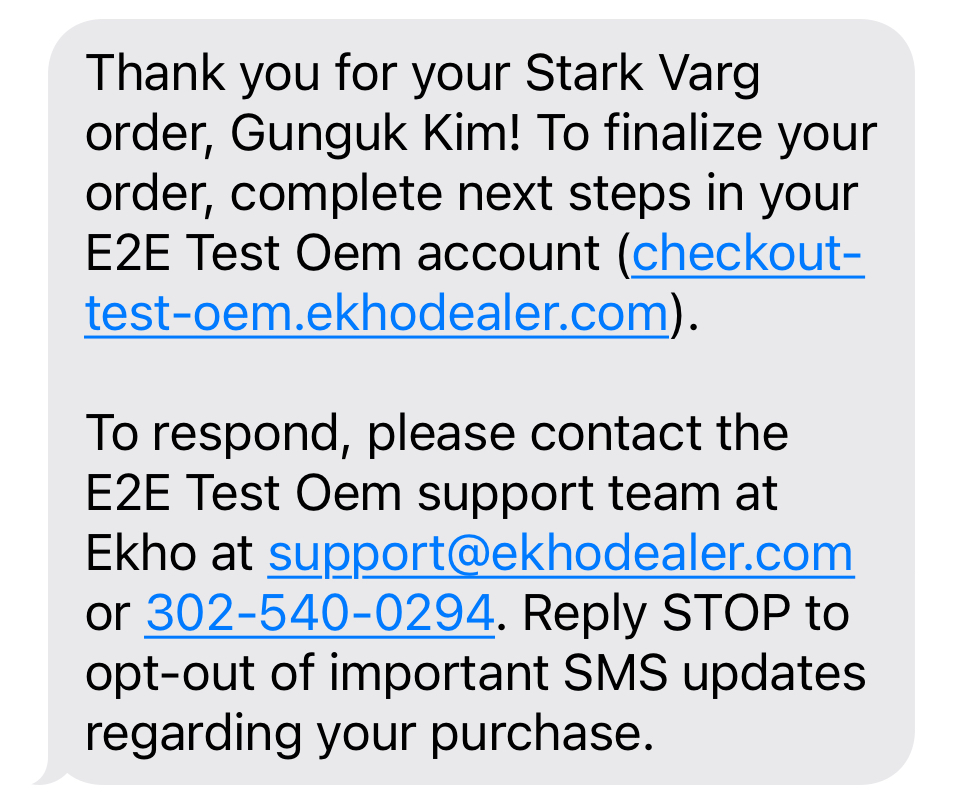 Thank you for your Stark Varg
order, Gunguk Kim! To finalize your
order, complete next steps in your
E2E Test Oem account (checkout-
test-oem.ekhodealer.com).
To respond, please contact the
E2E Test Oem support team at
Ekho at support@ekhodealer.com
or 302-540-0294. Reply STOP to
opt-out of important SMS updates
regarding your purchase.